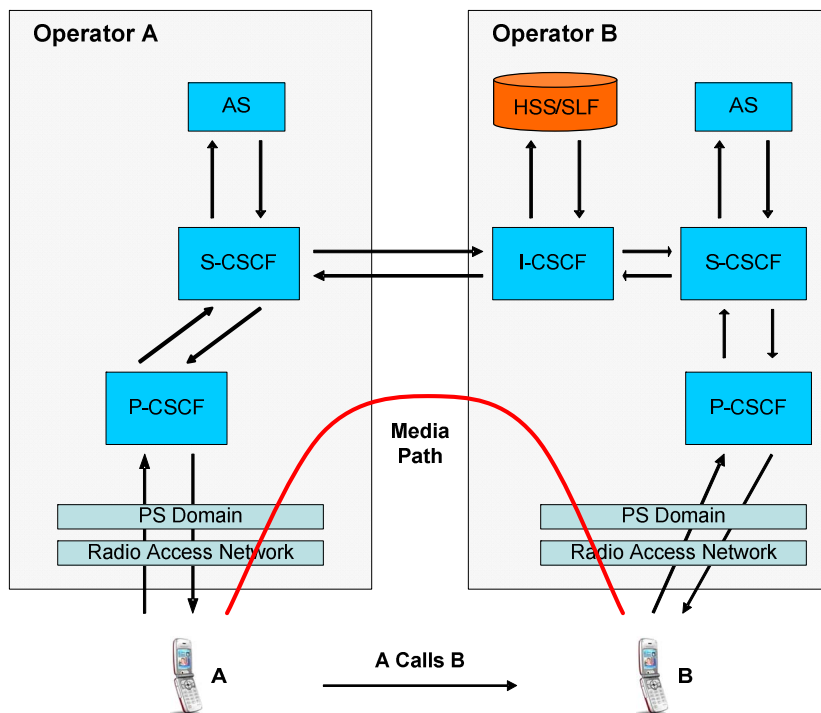 Operator A
Operator B
AS
HSS/SLF
AS
S-CSCF
I-CSCF
S-CSCF
P-CSCF
P-CSCF
Media
Path
PS Domain
PS Domain
Radio Access Network
Radio Access Network
A
A Calls B
B